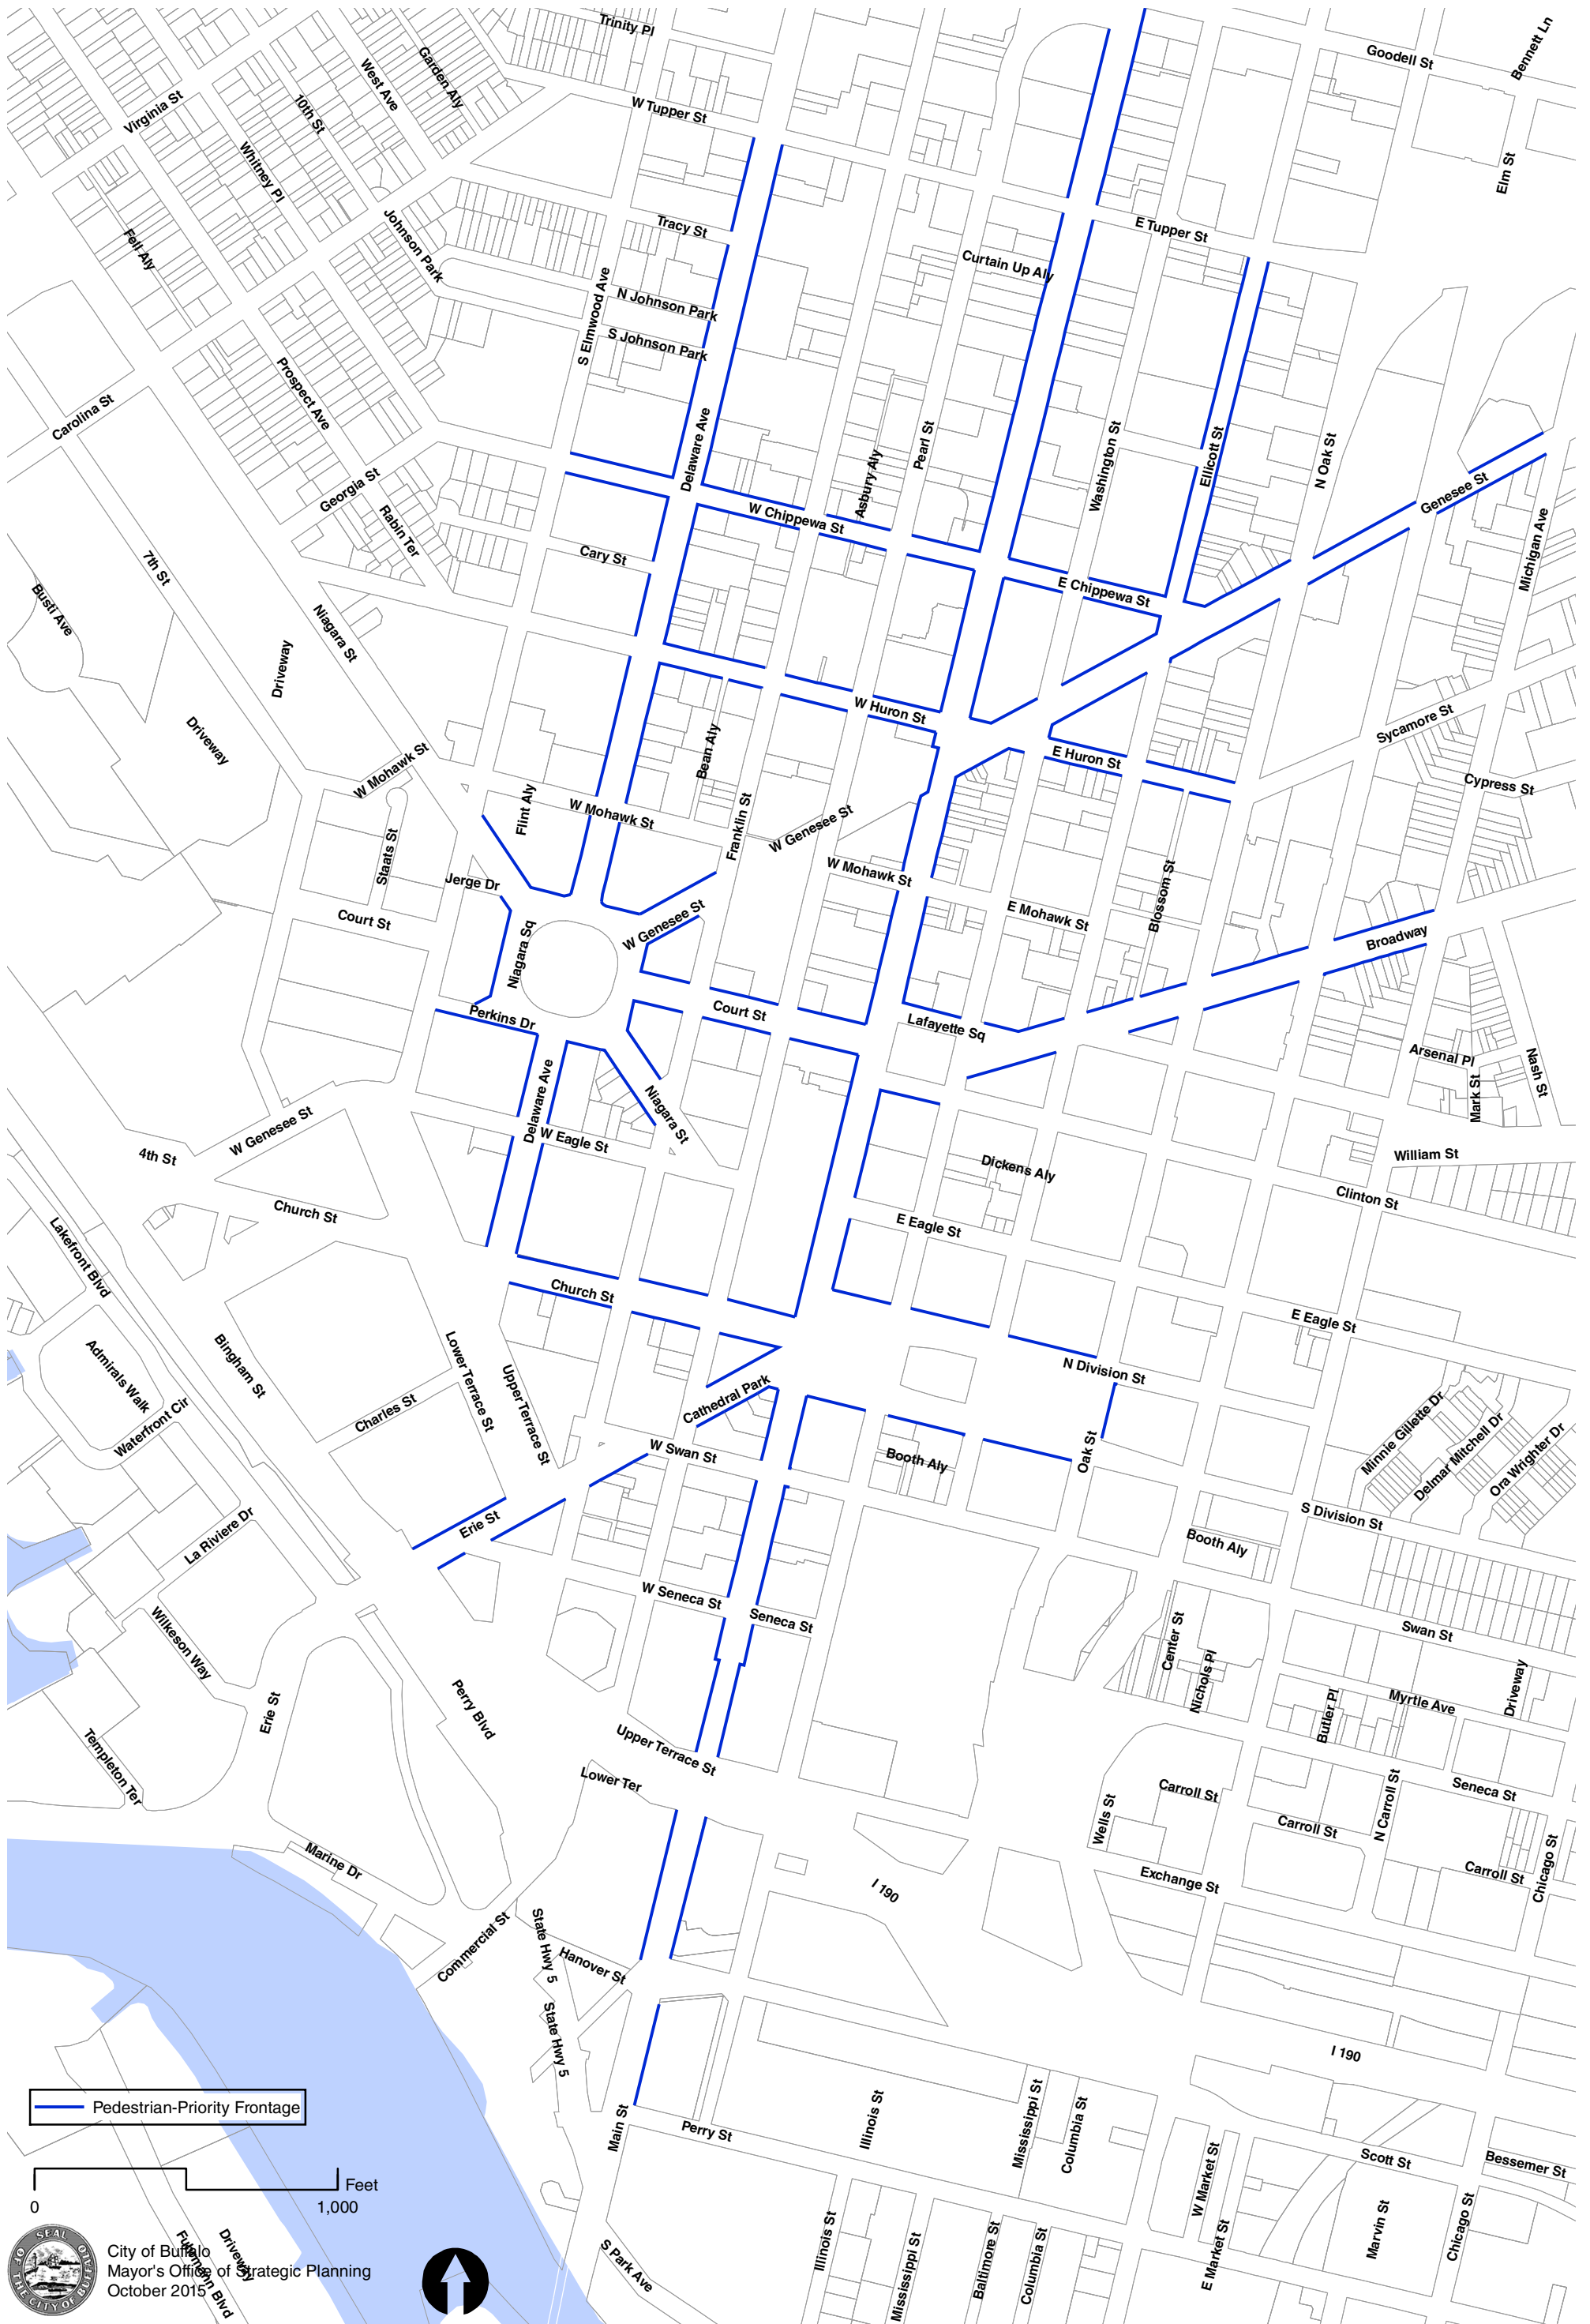 Trinity Pl
Goodell St
Bennett Ln
Garden Aly
West Ave
Virginia St
10th St
W Tupper St
Whitney Pl
Elm St
Tracy St
E Tupper St
Fell Aly
Johnson Park
Curtain Up Aly
N Johnson Park
S Elmwood Ave
S Johnson Park
Prospect Ave
Carolina St
Delaware Ave
Pearl St
Asbury Aly
Washington St
Ellicott St
N Oak St
Georgia St
Rabin Ter
W Chippewa St
Genesee St
Cary St
7th St
Michigan Ave
Busti Ave
Niagara St
E Chippewa St
Driveway
Driveway
W Huron St
Sycamore St
Bean Aly
E Huron St
W Mohawk St
Cypress St
Flint Aly
W Mohawk St
Franklin St
W Genesee St
Staats St
W Mohawk St
Jerge Dr
Blossom St
E Mohawk St
Court St
W Genesee St
Niagara Sq
Broadway
Perkins Dr
Court St
Lafayette Sq
Arsenal Pl
Nash St
Mark St
Delaware Ave
Niagara St
W Genesee St
W Eagle St
4th St
Dickens Aly
William St
Clinton St
Church St
E Eagle St
Lakefront Blvd
Church St
E Eagle St
Admirals Walk
Bingham St
Lower Terrace St
Upper Terrace St
N Division St
Cathedral Park
Charles St
Waterfront Cir
Minnie Gillette Dr
Delmar Mitchell Dr
Ora Wrighter Dr
W Swan St
Oak St
Booth Aly
Erie St
S Division St
La Riviere Dr
Booth Aly
W Seneca St
Seneca St
Swan St
Wilkeson Way
Center St
Nichols Pl
Erie St
Perry Blvd
Myrtle Ave
Driveway
Butler Pl
Upper Terrace St
Templeton Ter
Lower Ter
Carroll St
Seneca St
Wells St
N Carroll St
Carroll St
Marine Dr
Exchange St
Carroll St
Chicago St
I 190
Commercial St
State Hwy 5
Hanover St
State Hwy 5
I 190
Pedestrian-Priority Frontage
Main St
Perry St
Illinois St
Mississippi St
Columbia St
Scott St
Bessemer St
W Market St
Feet
0
1,000
Marvin St
Chicago St
E Market St
Illinois St
Mississippi St
Baltimore St
Columbia St
S Park Ave
SEAL
OF THE CITY OF BUFFALO
Driveway
Fuhrmann Blvd
City of Buffalo
Mayor's Office of Strategic Planning
October 2015